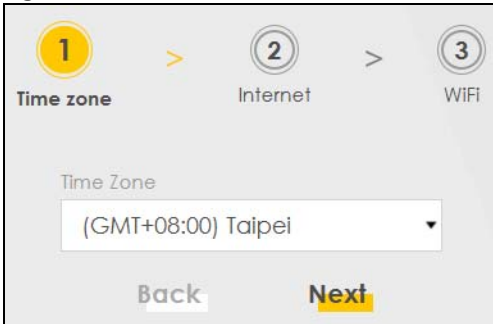 1 > 2 > 3
Time zone Internet WiFi
Time Zone
(GMT+08:00) Taipei
Back Next